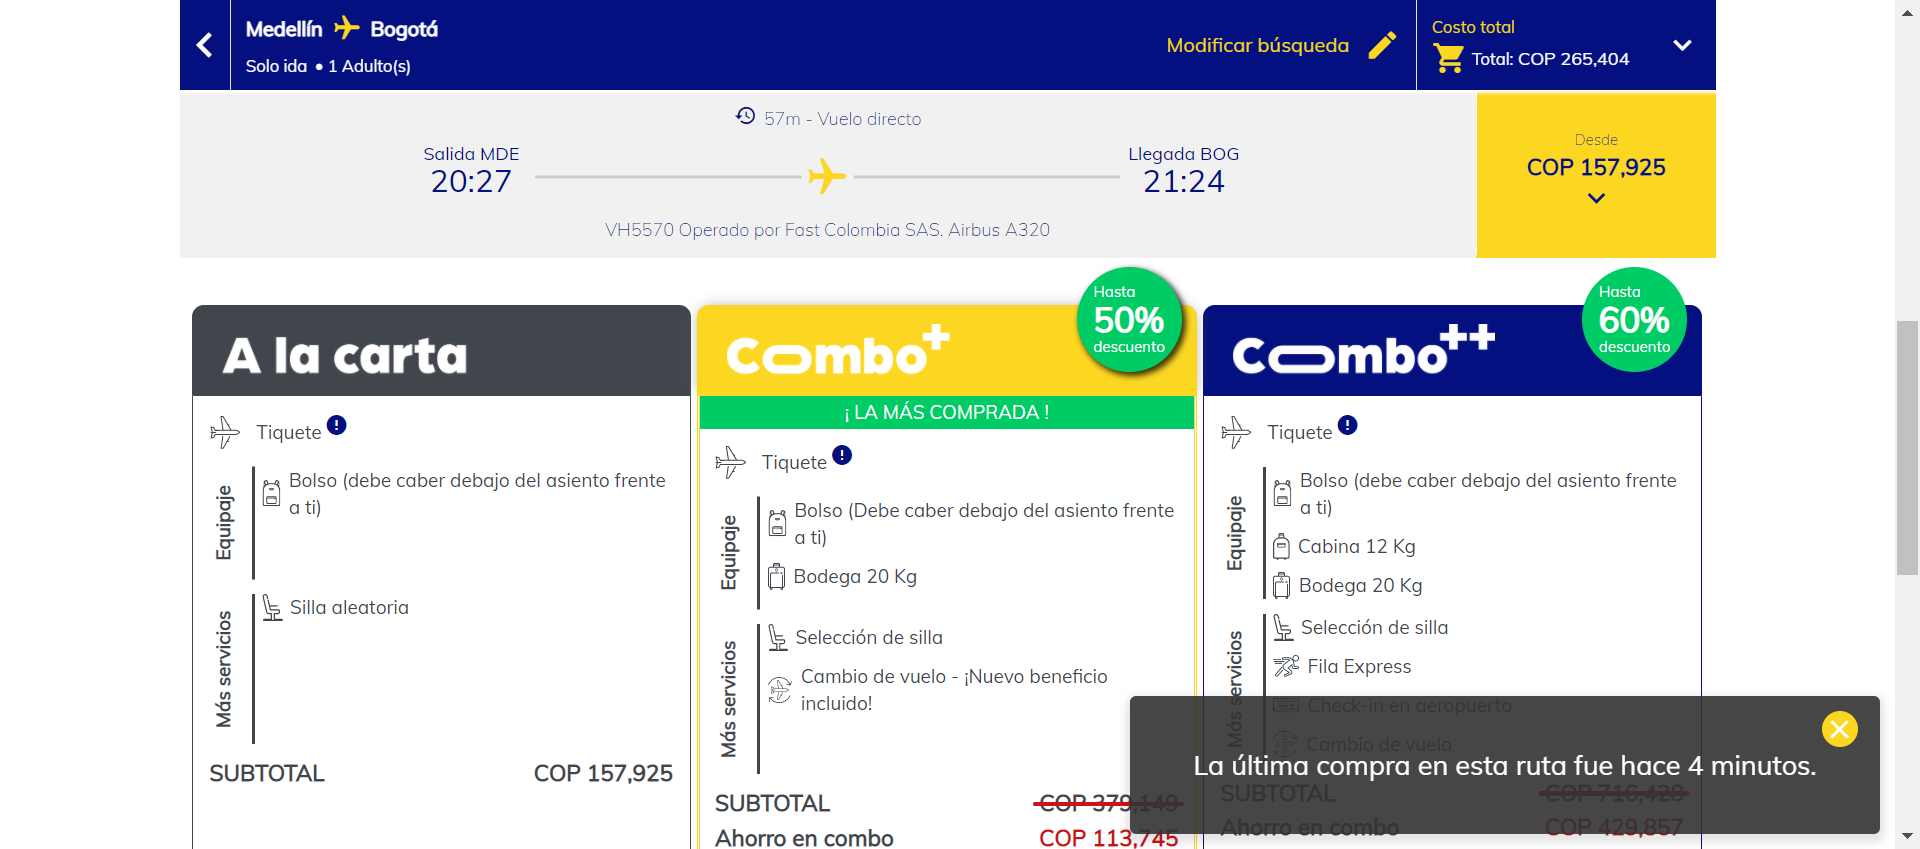 Medellín Bogotá
Solo ida • 1 Adulto(s)
Modificar búsqueda
Costo total
Total: COP 265,404
57m - Vuelo directo
Salida MDE
20:27
Llegada BOG
21:24
VH5570 Operado por Fast Colombia SAS. Airbus A320
Desde
COP 157,925
A la carta
Tiquete !
Equipaje
Bolso (debe caber debajo del asiento frente
a ti)
Más servicios
Silla aleatoria
SUBTOTAL COP 157,925
Combo+
Hasta
50%
descuento
¡ LA MÁS COMPRADA !
Tiquete !
Equipaje
Bolso (Debe caber debajo del asiento frente
a ti)
Bodega 20 Kg
Más servicios
Selección de silla
Cambio de vuelo - ¡Nuevo beneficio
incluido!
SUBTOTAL COP 379,149
Ahorro en combo COP 113,745
Combo++
Hasta
60%
descuento
Tiquete !
Equipaje
Bolso (debe caber debajo del asiento frente
a ti)
Cabina 12 Kg
Bodega 20 Kg
Más servicios
Selección de silla
Fila Express
Check-in en aeropuerto
Cambio de vuelo
SUBTOTAL COP 716,428
Ahorro en combo COP 429,857
La última compra en esta ruta fue hace 4 minutos.